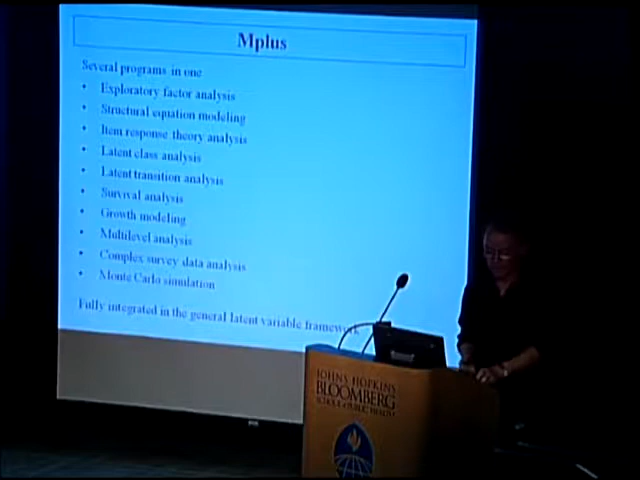 Mplus
Several programs in one
• Exploratory factor analysis
• Structural equation modeling
• Item response theory analysis
• Latent class analysis
• Latent transition analysis
• Survival analysis
• Growth modeling
• Multilevel analysis
• Complex survey data analysis
• Monte Carlo simulation
Fully integrated in the general latent variable framework
JOHNS HOPKINS
BLOOMBERG
SCHOOL of PUBLIC HEALTH